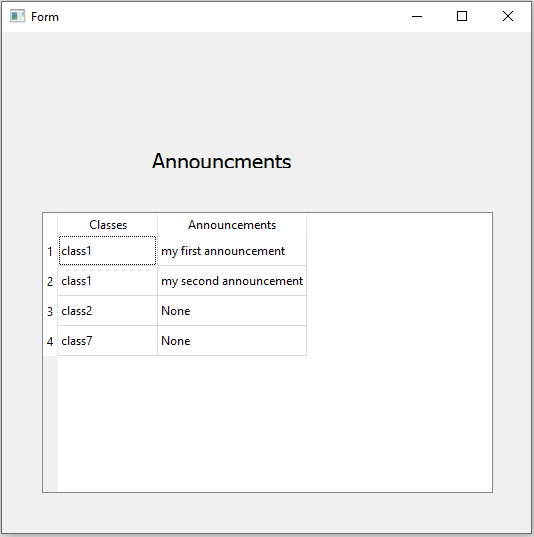 Form
Announcments
Classes Announcements
1 class1 my first announcement
2 class1 my second announcement
3 class2 None
4 class7 None